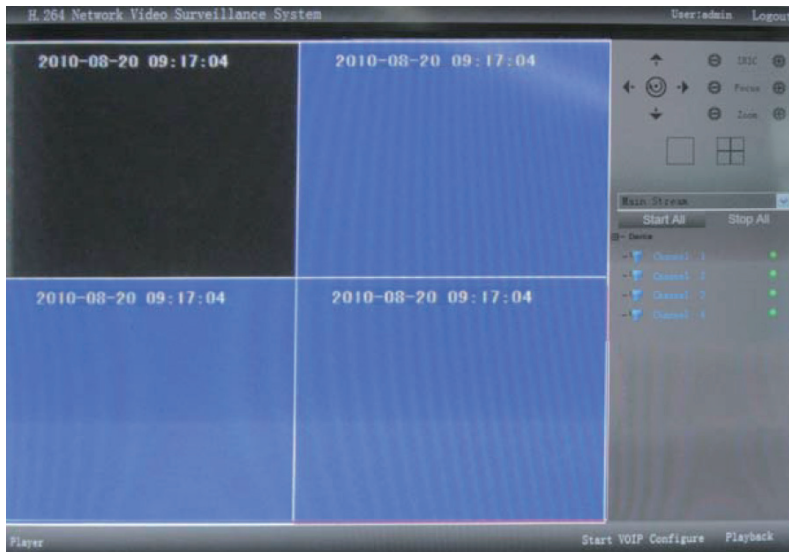 H.264 Network Video Surveillance System User:admin Logout
2010-08-20 09:17:04 2010-08-20 09:17:04
Focus
Zoom
Main Stream
Start All Stop All
2010-08-20 09:17:04 2010-08-20 09:17:04
Device
Channel 1
Channel
Channel
Channel 4
Player Start VOIP Configure Playback